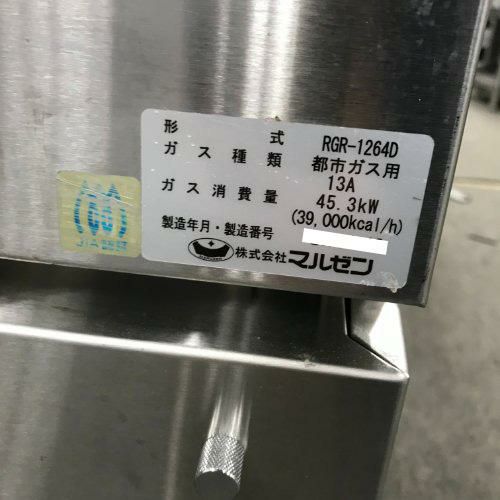 形 式 RGR-1264D
ガス種類 都市ガス用
13A
ガス消費量 45.3kW
(39,000kcal/h)
製造年月・製造番号
株式会社マルゼン